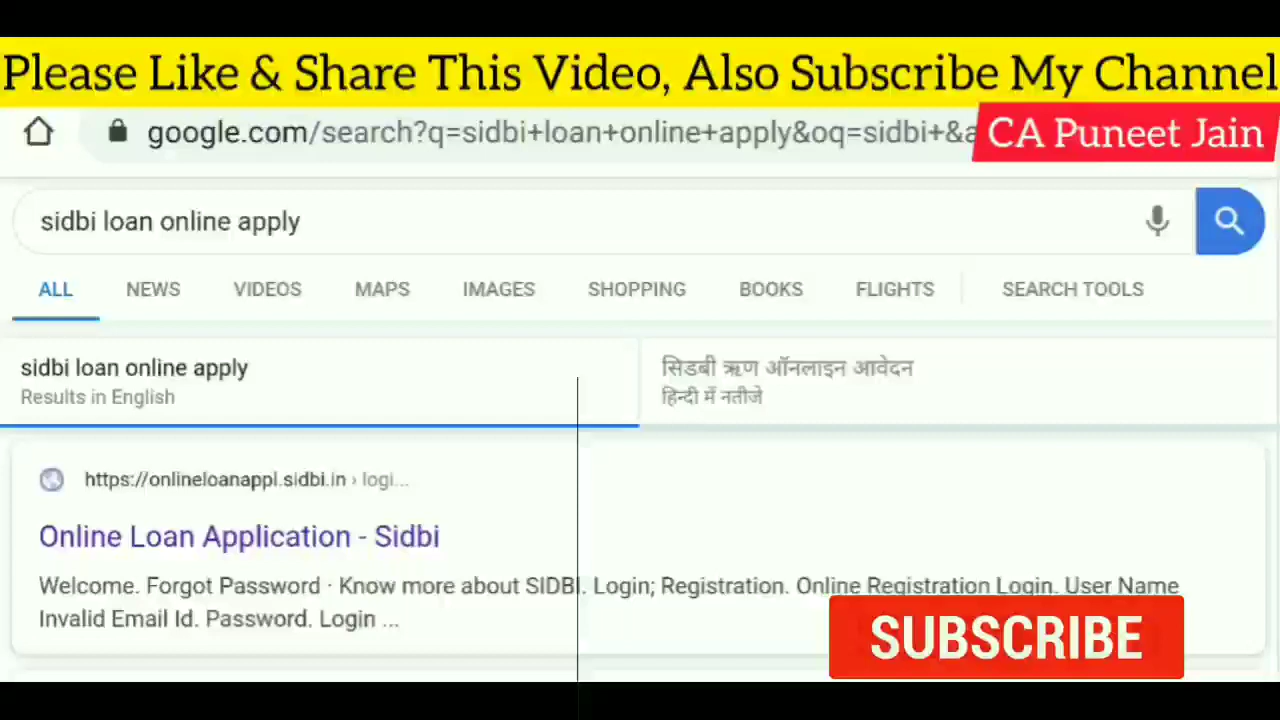 Please Like & Share This Video, Also Subscribe My Channel
google.com/search?q=sidbi+loan+online+apply&oq=sidbi+&a
CA Puneet Jain
sidbi loan online apply
ALL NEWS VIDEOS MAPS IMAGES SHOPPING BOOKS FLIGHTS SEARCH TOOLS
sidbi loan online apply
Results in English
सिडबी ऋण ऑनलाइन आवेदन
हिन्दी में नतीजे
https://onlineloanappl.sidbi.in › logi...
Online Loan Application - Sidbi
Welcome. Forgot Password · Know more about SIDBI. Login; Registration. Online Registration Login. User Name
Invalid Email Id. Password. Login ...
SUBSCRIBE